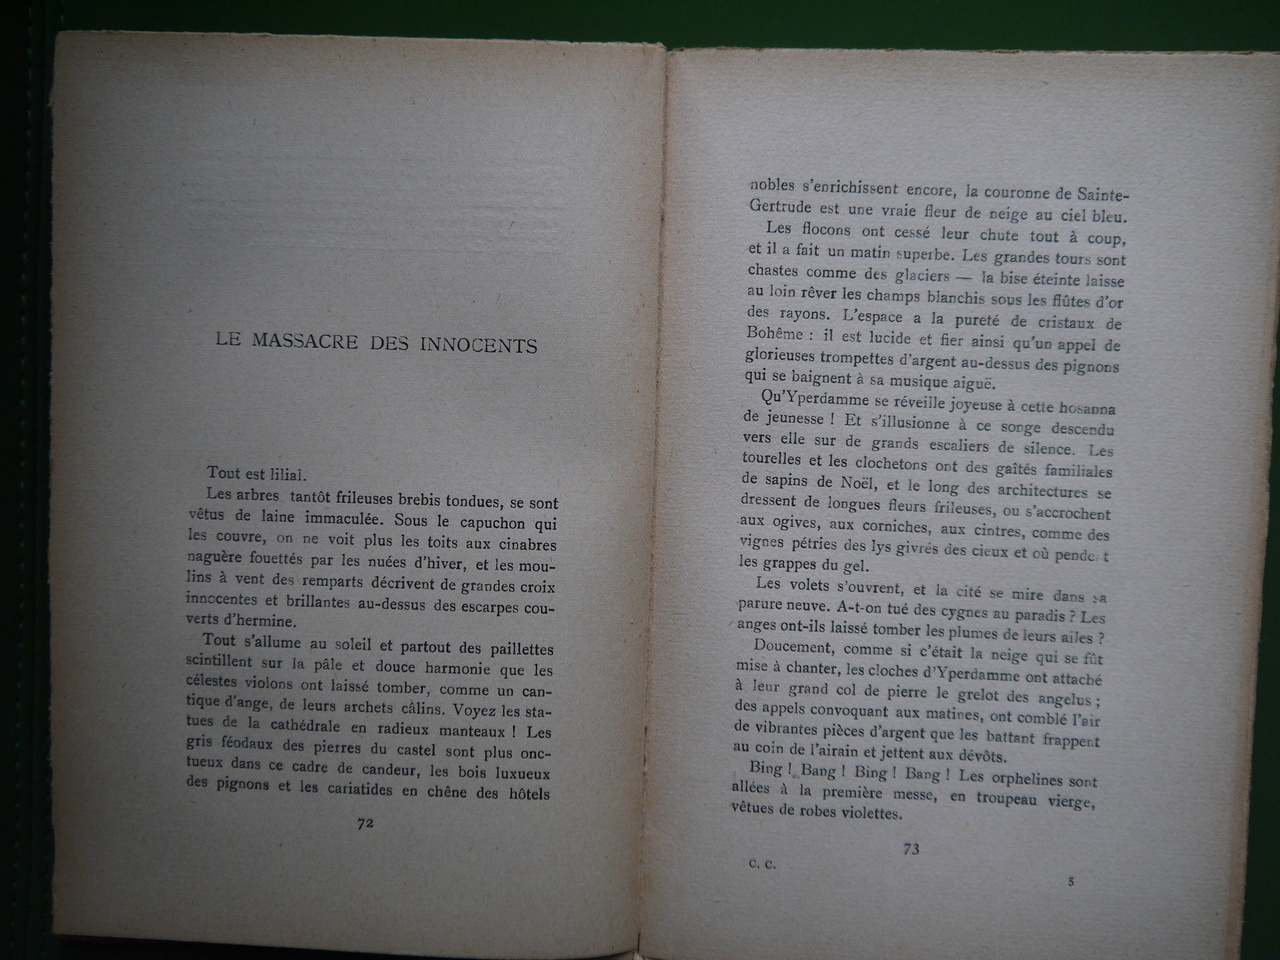 LE MASSACRE DES INNOCENTS
Tout est lilial.
Les arbres tantôt frileuses brebis tondues, se sont
vêtus de laine immaculée. Sous le capuchon qui
les couvre, on ne voit plus les toits aux cinabres
naguère fouettés par les nuées d'hiver, et les mou-
lins à vent des remparts décrivent de grandes croix
innocentes et brillantes au-dessus des escarpes cou-
verts d'hermine.
Tout s'allume au soleil et partout des paillettes
scintillent sur la pâle et douce harmonie que les
célestes violons ont laissé tomber, comme un can-
tique d'ange, de leurs archets câlins. Voyez les sta-
tues de la cathédrale en radieux manteaux ! Les
gris féodaux des pierres du castel sont plus onc-
tueux dans ce cadre de candeur, les bois luxueux
des pignons et les cariatides en chêne des hôtels
72
nobles s'enrichissent encore, la couronne de Sainte-
Gertrude est une vraie fleur de neige au ciel bleu.
Les flocons ont cessé leur chute tout à coup,
et il a fait un matin superbe. Les grandes tours sont
chastes comme des glaciers — la bise éteinte laisse
au loin rêver les champs blanchis sous les flûtes d'or
des rayons. L'espace a la pureté de cristaux de
Bohême : il est lucide et fier ainsi qu'un appel de
glorieuses trompettes d'argent au-dessus des pignons
qui se baignent à sa musique aiguë.
Qu'Yperdamme se réveille joyeuse à cette hosanna
de jeunesse ! Et s'illusionne à ce songe descendu
vers elle sur de grands escaliers de silence. Les
tourelles et les clochetons ont des gaîtés familiales
de sapins de Noël, et le long des architectures se
dressent de longues fleurs frileuses, ou s'accrochent
aux ogives, aux corniches, aux cintres, comme des
vignes pétries des lys givrés des cieux et où pendent
les grappes du gel.
Les volets s'ouvrent, et la cité se mire dans sa
parure neuve. A-t-on tué des cygnes au paradis ? Les
anges ont-ils laissé tomber les plumes de leurs ailes ?
Doucement, comme si c'était la neige qui se fût
mise à chanter, les cloches d'Yperdamme ont attaché
à leur grand col de pierre le grelot des angelus ;
des appels convoquant aux matines, ont comblé l'air
de vibrantes pièces d'argent que les battant frappent
au coin de l'airain et jettent aux dévôts.
Bing ! Bang ! Bing ! Bang ! Les orphelines sont
allées à la première messe, en troupeau vierge,
vêtues de robes violettes.
73
C. C.
5